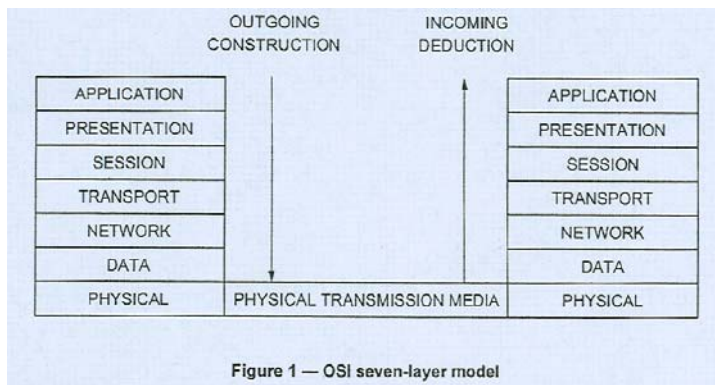 OUTGOING
CONSTRUCTION
INCOMING
DEDUCTION
APPLICATION
PRESENTATION
SESSION
TRANSPORT
NETWORK
DATA
PHYSICAL
PHYSICAL TRANSMISSION MEDIA
APPLICATION
PRESENTATION
SESSION
TRANSPORT
NETWORK
DATA
PHYSICAL
Figure 1 — OSI seven-layer model